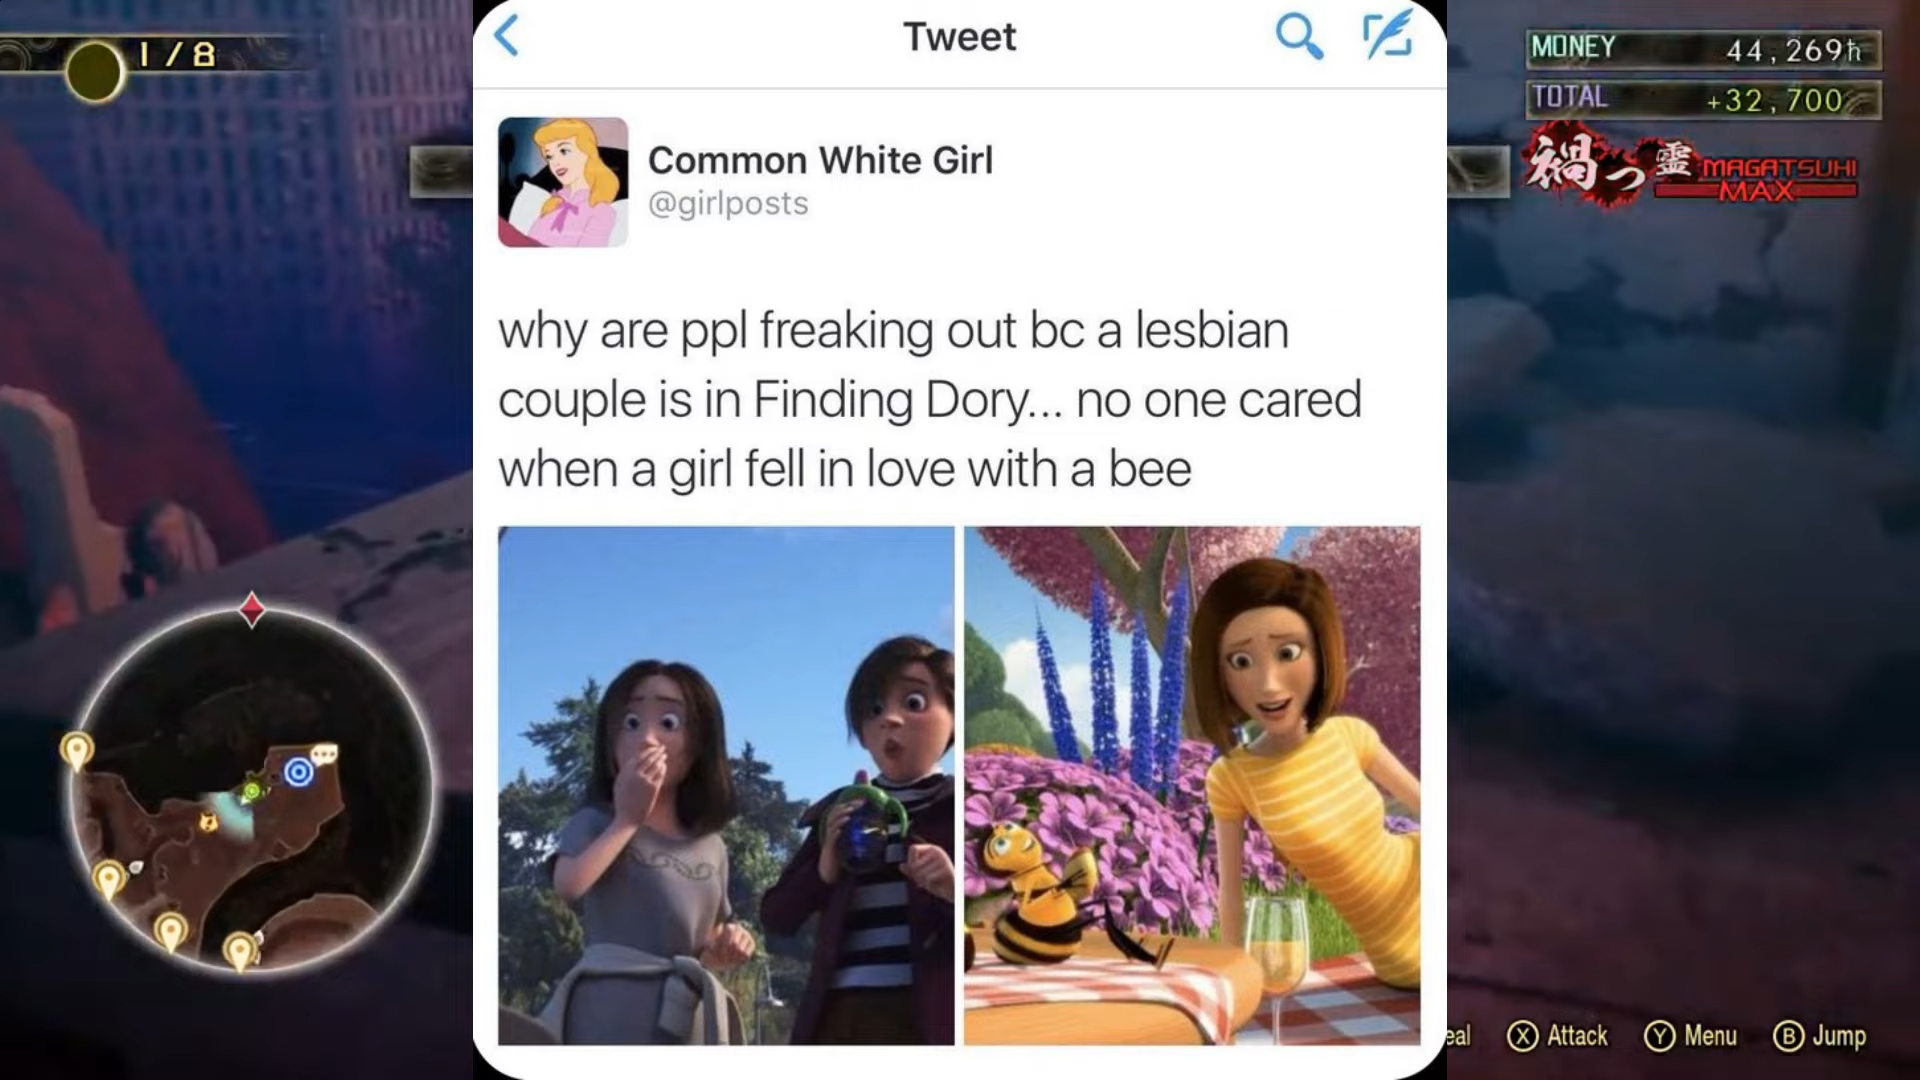 1/8
Tweet
Common White Girl
@girlposts
why are ppl freaking out bc a lesbian
couple is in Finding Dory... no one cared
when a girl fell in love with a bee
MONEY 44,269ћ
TOTAL +32,700
禍つ霊 MAGATSUHI
MAX
eal Ⓧ Attack Ⓨ Menu Ⓑ Jump